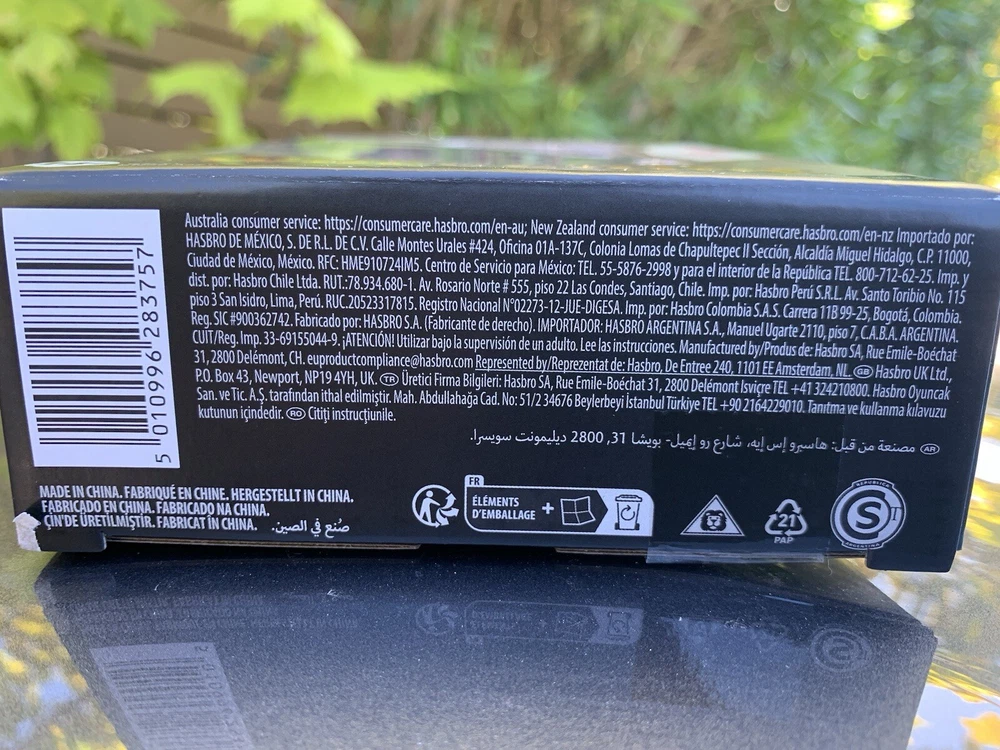 Australia consumer service: https://consumercare.hasbro.com/en-au; New Zealand consumer service: https://consumercare.hasbro.com/en-nz Importado por:
HASBRO DE MÉXICO, S. DE R.L. DE C.V. Calle Montes Urales #424, Oficina 01A-137C, Colonia Lomas de Chapultepec II Sección, Alcaldía Miguel Hidalgo, C.P. 11000,
Ciudad de México, México. RFC: HME910724IM5. Centro de Servicio para México: TEL. 55-5876-2998 y para el interior de la República TEL. 800-712-62-25. Imp. y
dist. por: Hasbro Chile Ltda. RUT.:78.934.680-1. Av. Rosario Norte # 555, piso 22 Las Condes, Santiago, Chile. Imp. por: Hasbro Perú S.R.L. Av. Santo Toribio No. 115
piso 3 San Isidro, Lima, Perú. RUC.20523317815. Registro Nacional N°02273-12-JUE-DIGESA. Imp. por: Hasbro Colombia S.A.S. Carrera 11B 99-25, Bogotá, Colombia.
Reg. SIC #900362742. Fabricado por: HASBRO S.A. (Fabricante de derecho). IMPORTADOR: HASBRO ARGENTINA S.A., Manuel Ugarte 2110, piso 7, C.A.B.A. ARGENTINA.
CUIT/Reg. Imp. 33-69155044-9. ¡ATENCIÓN! Utilizar bajo la supervisión de un adulto. Lee las instrucciones. Manufactured by/Produs de: Hasbro SA, Rue Emile-Boéchat
31, 2800 Delémont, CH. euproductcompliance@hasbro.com Represented by/Reprezentat de: Hasbro, De Entree 240, 1101 EE Amsterdam, NL. GB Hasbro UK Ltd.,
P.O. Box 43, Newport, NP19 4YH, UK. TR Üretici Firma Bilgileri: Hasbro SA, Rue Emile-Boéchat 31, 2800 Delémont İsviçre TEL +41 324210800. Hasbro Oyuncak
San. ve Tic. A.Ş. tarafından ithal edilmiştir. Mah. Abdullahağa Cad. No: 51/2 34676 Beylerbeyi İstanbul Türkiye TEL +90 2164229010. Tanıtma ve kullanma kılavuzu
kutunun içindedir. RO Citiți instrucțiunile.
AR مصنعة من قبل: هاسبرو إس إيه، شارع رو إيميل- بويشا 31, 2800 ديليمونت سويسرا.
5 010996 283757
MADE IN CHINA. FABRIQUÉ EN CHINE. HERGESTELLT IN CHINA.
FABRICADO EN CHINA. FABRICADO NA CHINA.
ÇİN'DE ÜRETİLMİŞTİR. FABRICAT ÎN CHINA. صُنع في الصين.
FR
ÉLÉMENTS
D'EMBALLAGE +
21
PAP
REPUBLICA
S T
ARGENTINA